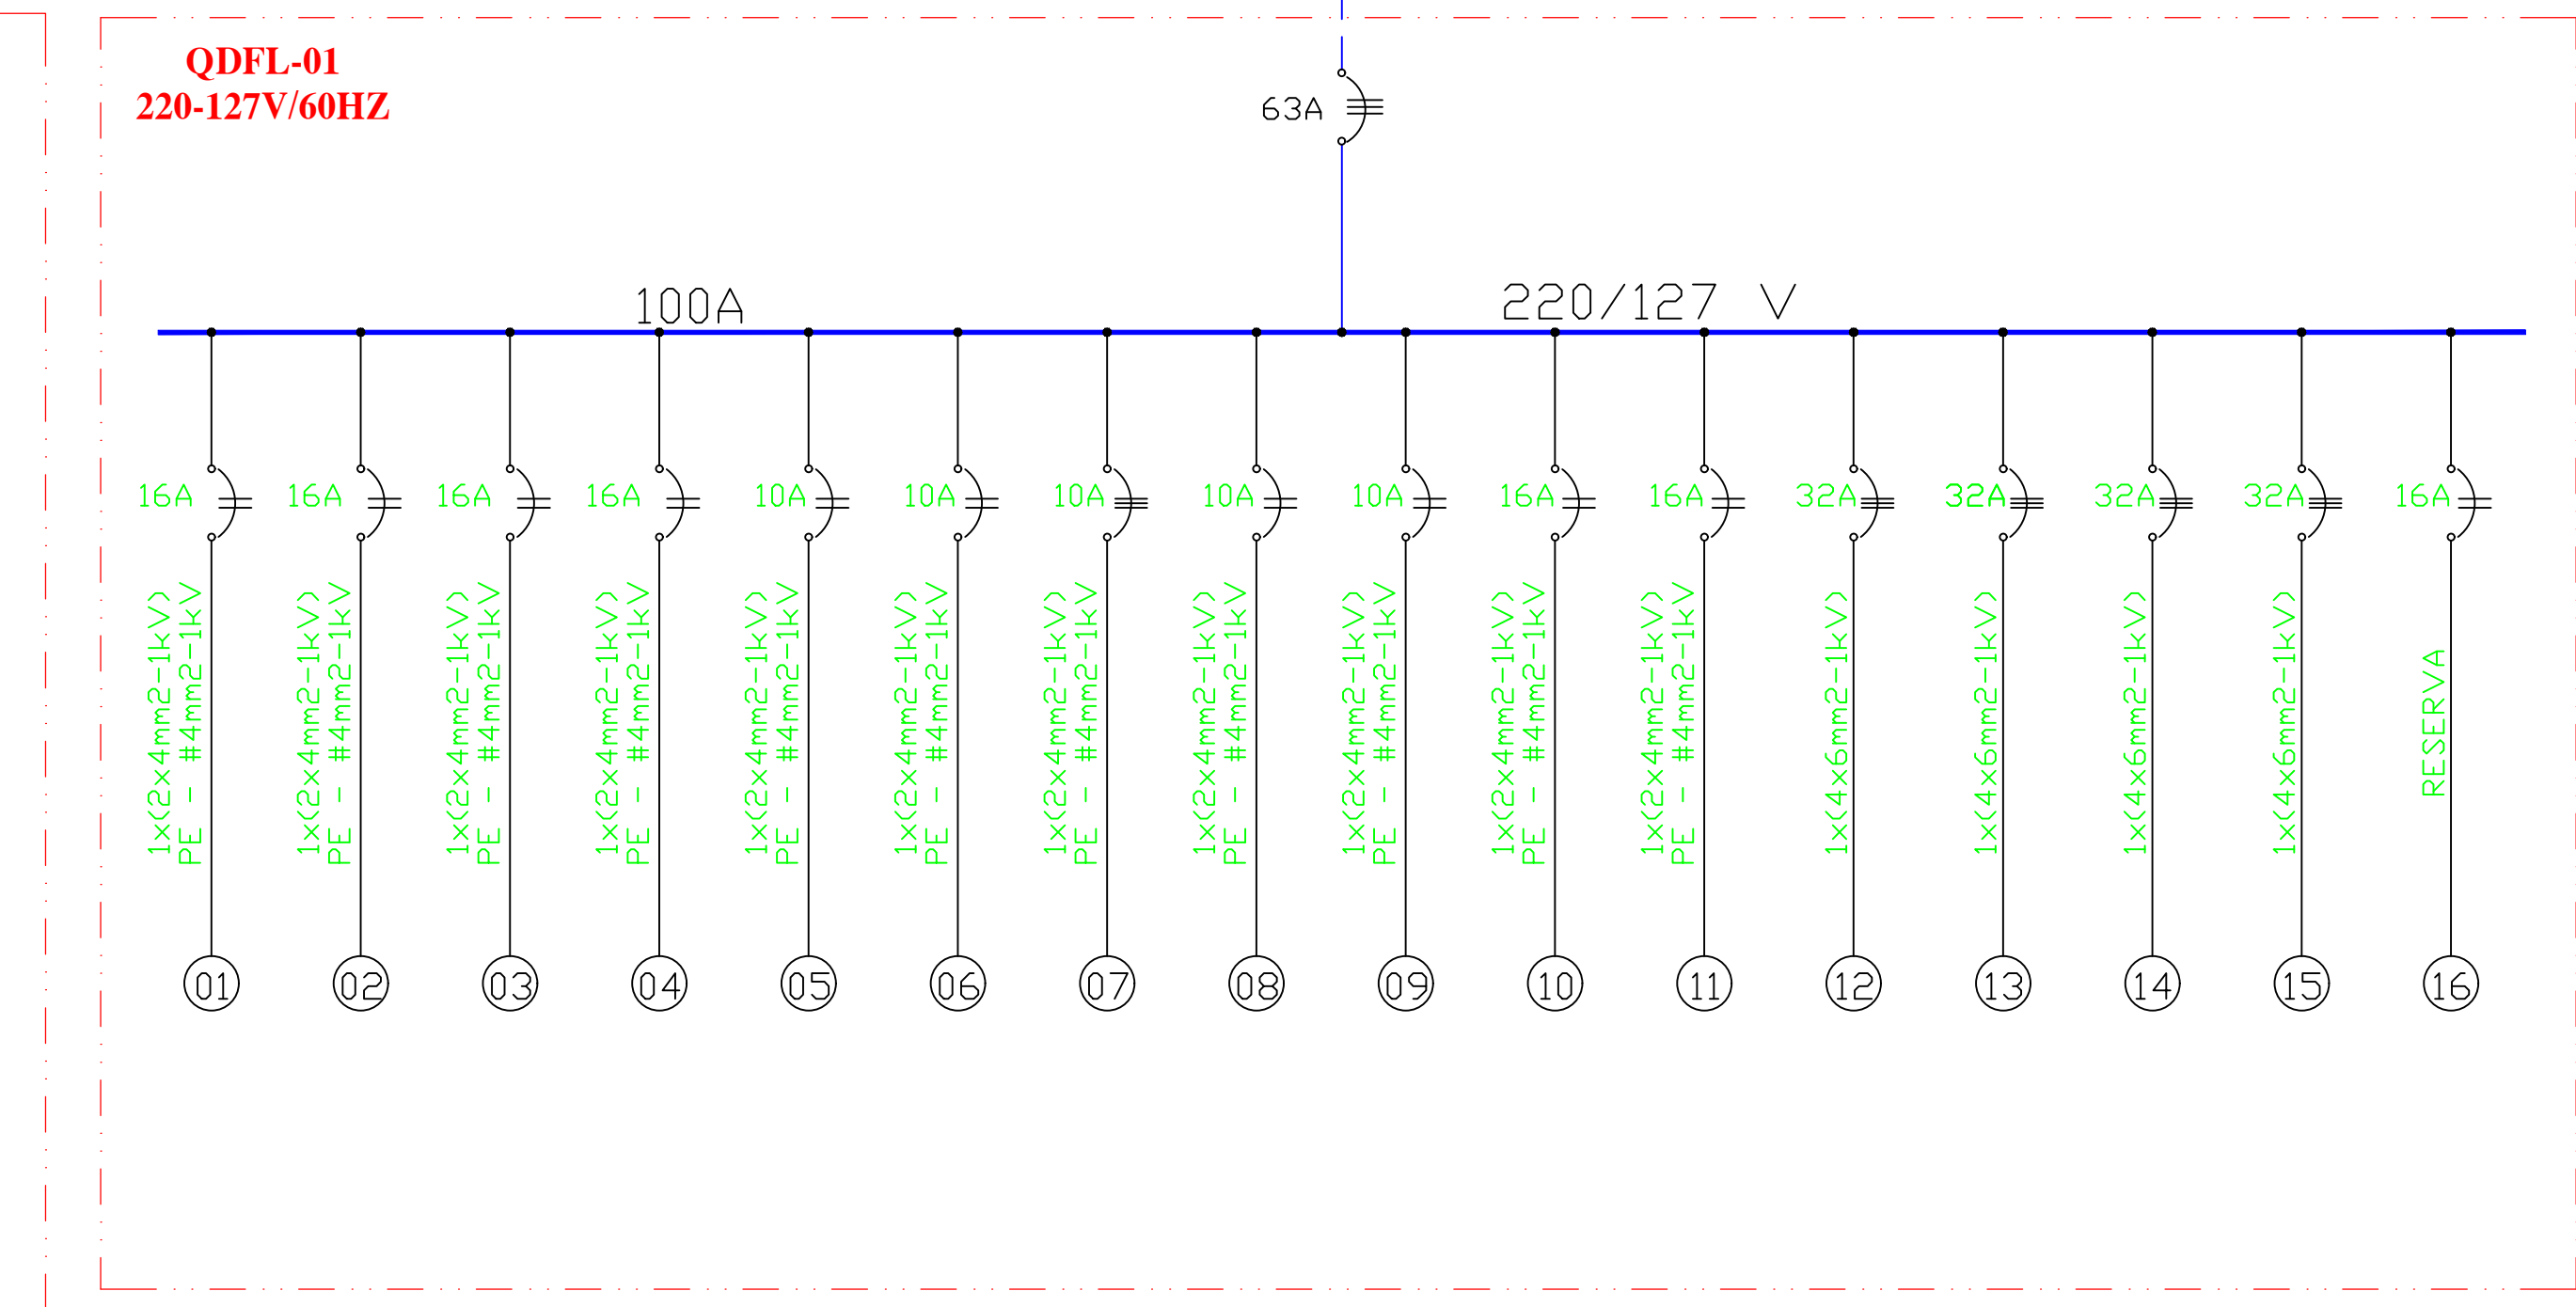 QDFL-01
220-127V/60HZ
63A
100A
220/127 V
16A
16A
16A
16A
10A
10A
10A
10A
10A
16A
16A
32A
32A
32A
32A
16A
1x(2x4mm2-1kV)
PE - #4mm2-1kV
1x(2x4mm2-1kV)
PE - #4mm2-1kV
1x(2x4mm2-1kV)
PE - #4mm2-1kV
1x(2x4mm2-1kV)
PE - #4mm2-1kV
1x(2x4mm2-1kV)
PE - #4mm2-1kV
1x(2x4mm2-1kV)
PE - #4mm2-1kV
1x(2x4mm2-1kV)
PE - #4mm2-1kV
1x(2x4mm2-1kV)
PE - #4mm2-1kV
1x(2x4mm2-1kV)
PE - #4mm2-1kV
1x(2x4mm2-1kV)
PE - #4mm2-1kV
1x(2x4mm2-1kV)
PE - #4mm2-1kV
1x(4x6mm2-1kV)
1x(4x6mm2-1kV)
1x(4x6mm2-1kV)
1x(4x6mm2-1kV)
RESERVA
01
02
03
04
05
06
07
08
09
10
11
12
13
14
15
16